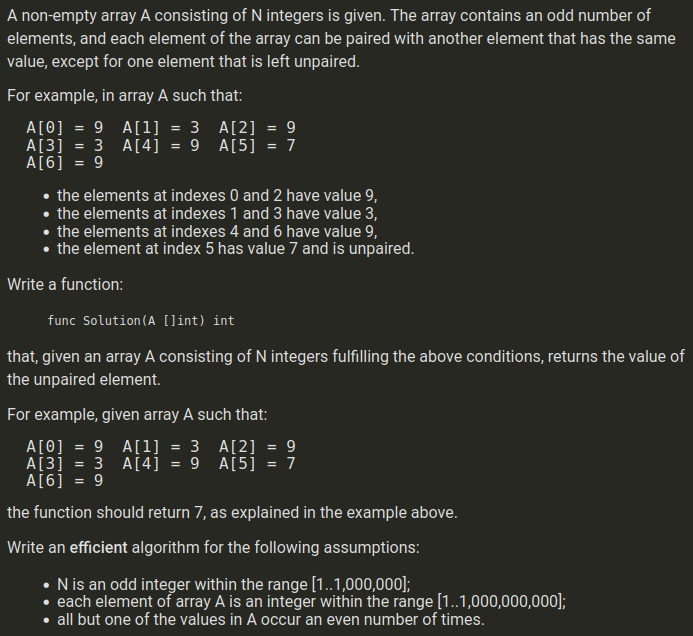 A non-empty array A consisting of N integers is given. The array contains an odd number of
elements, and each element of the array can be paired with another element that has the same
value, except for one element that is left unpaired.
For example, in array A such that:
A[0] = 9 A[1] = 3 A[2] = 9
A[3] = 3 A[4] = 9 A[5] = 7
A[6] = 9
• the elements at indexes 0 and 2 have value 9,
• the elements at indexes 1 and 3 have value 3,
• the elements at indexes 4 and 6 have value 9,
• the element at index 5 has value 7 and is unpaired.
Write a function:
func Solution(A []int) int
that, given an array A consisting of N integers fulfilling the above conditions, returns the value of
the unpaired element.
For example, given array A such that:
A[0] = 9 A[1] = 3 A[2] = 9
A[3] = 3 A[4] = 9 A[5] = 7
A[6] = 9
the function should return 7, as explained in the example above.
Write an efficient algorithm for the following assumptions:
• N is an odd integer within the range [1..1,000,000];
• each element of array A is an integer within the range [1..1,000,000,000];
• all but one of the values in A occur an even number of times.